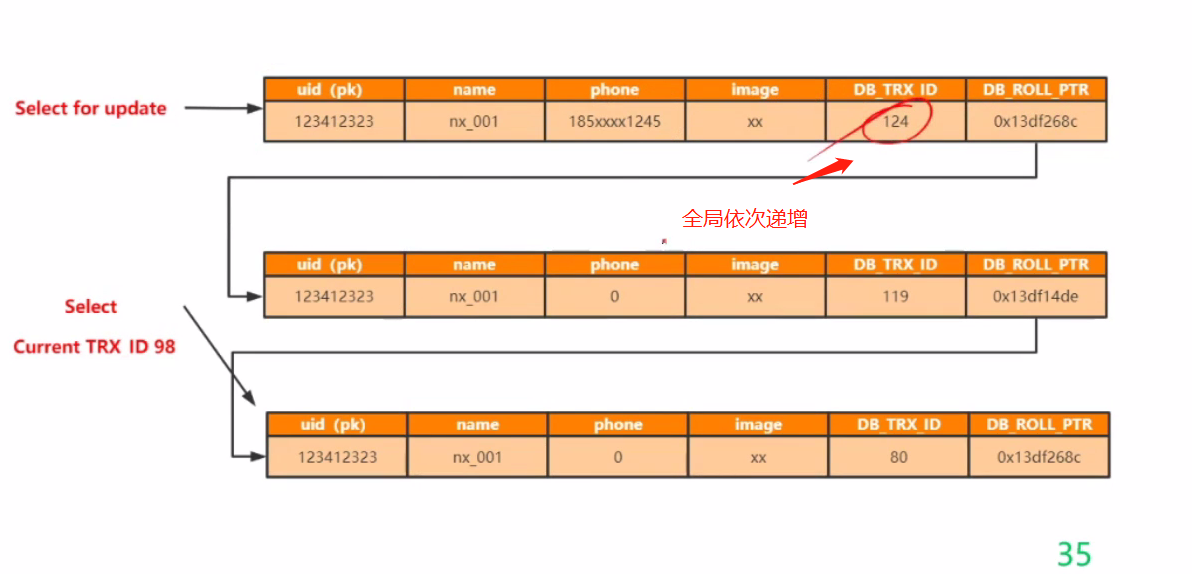 uid (pk) name phone image DB_TRX_ID DB_ROLL_PTR
Select for update
123412323 nx_001 185xxxx1245 xx 124 0x13df268c
全局依次递增
uid (pk) name phone image DB_TRX_ID DB_ROLL_PTR
123412323 nx_001 0 xx 119 0x13df14de
Select
Current TRX ID 98
uid (pk) name phone image DB_TRX_ID DB_ROLL_PTR
123412323 nx_001 0 xx 80 0x13df268c
35